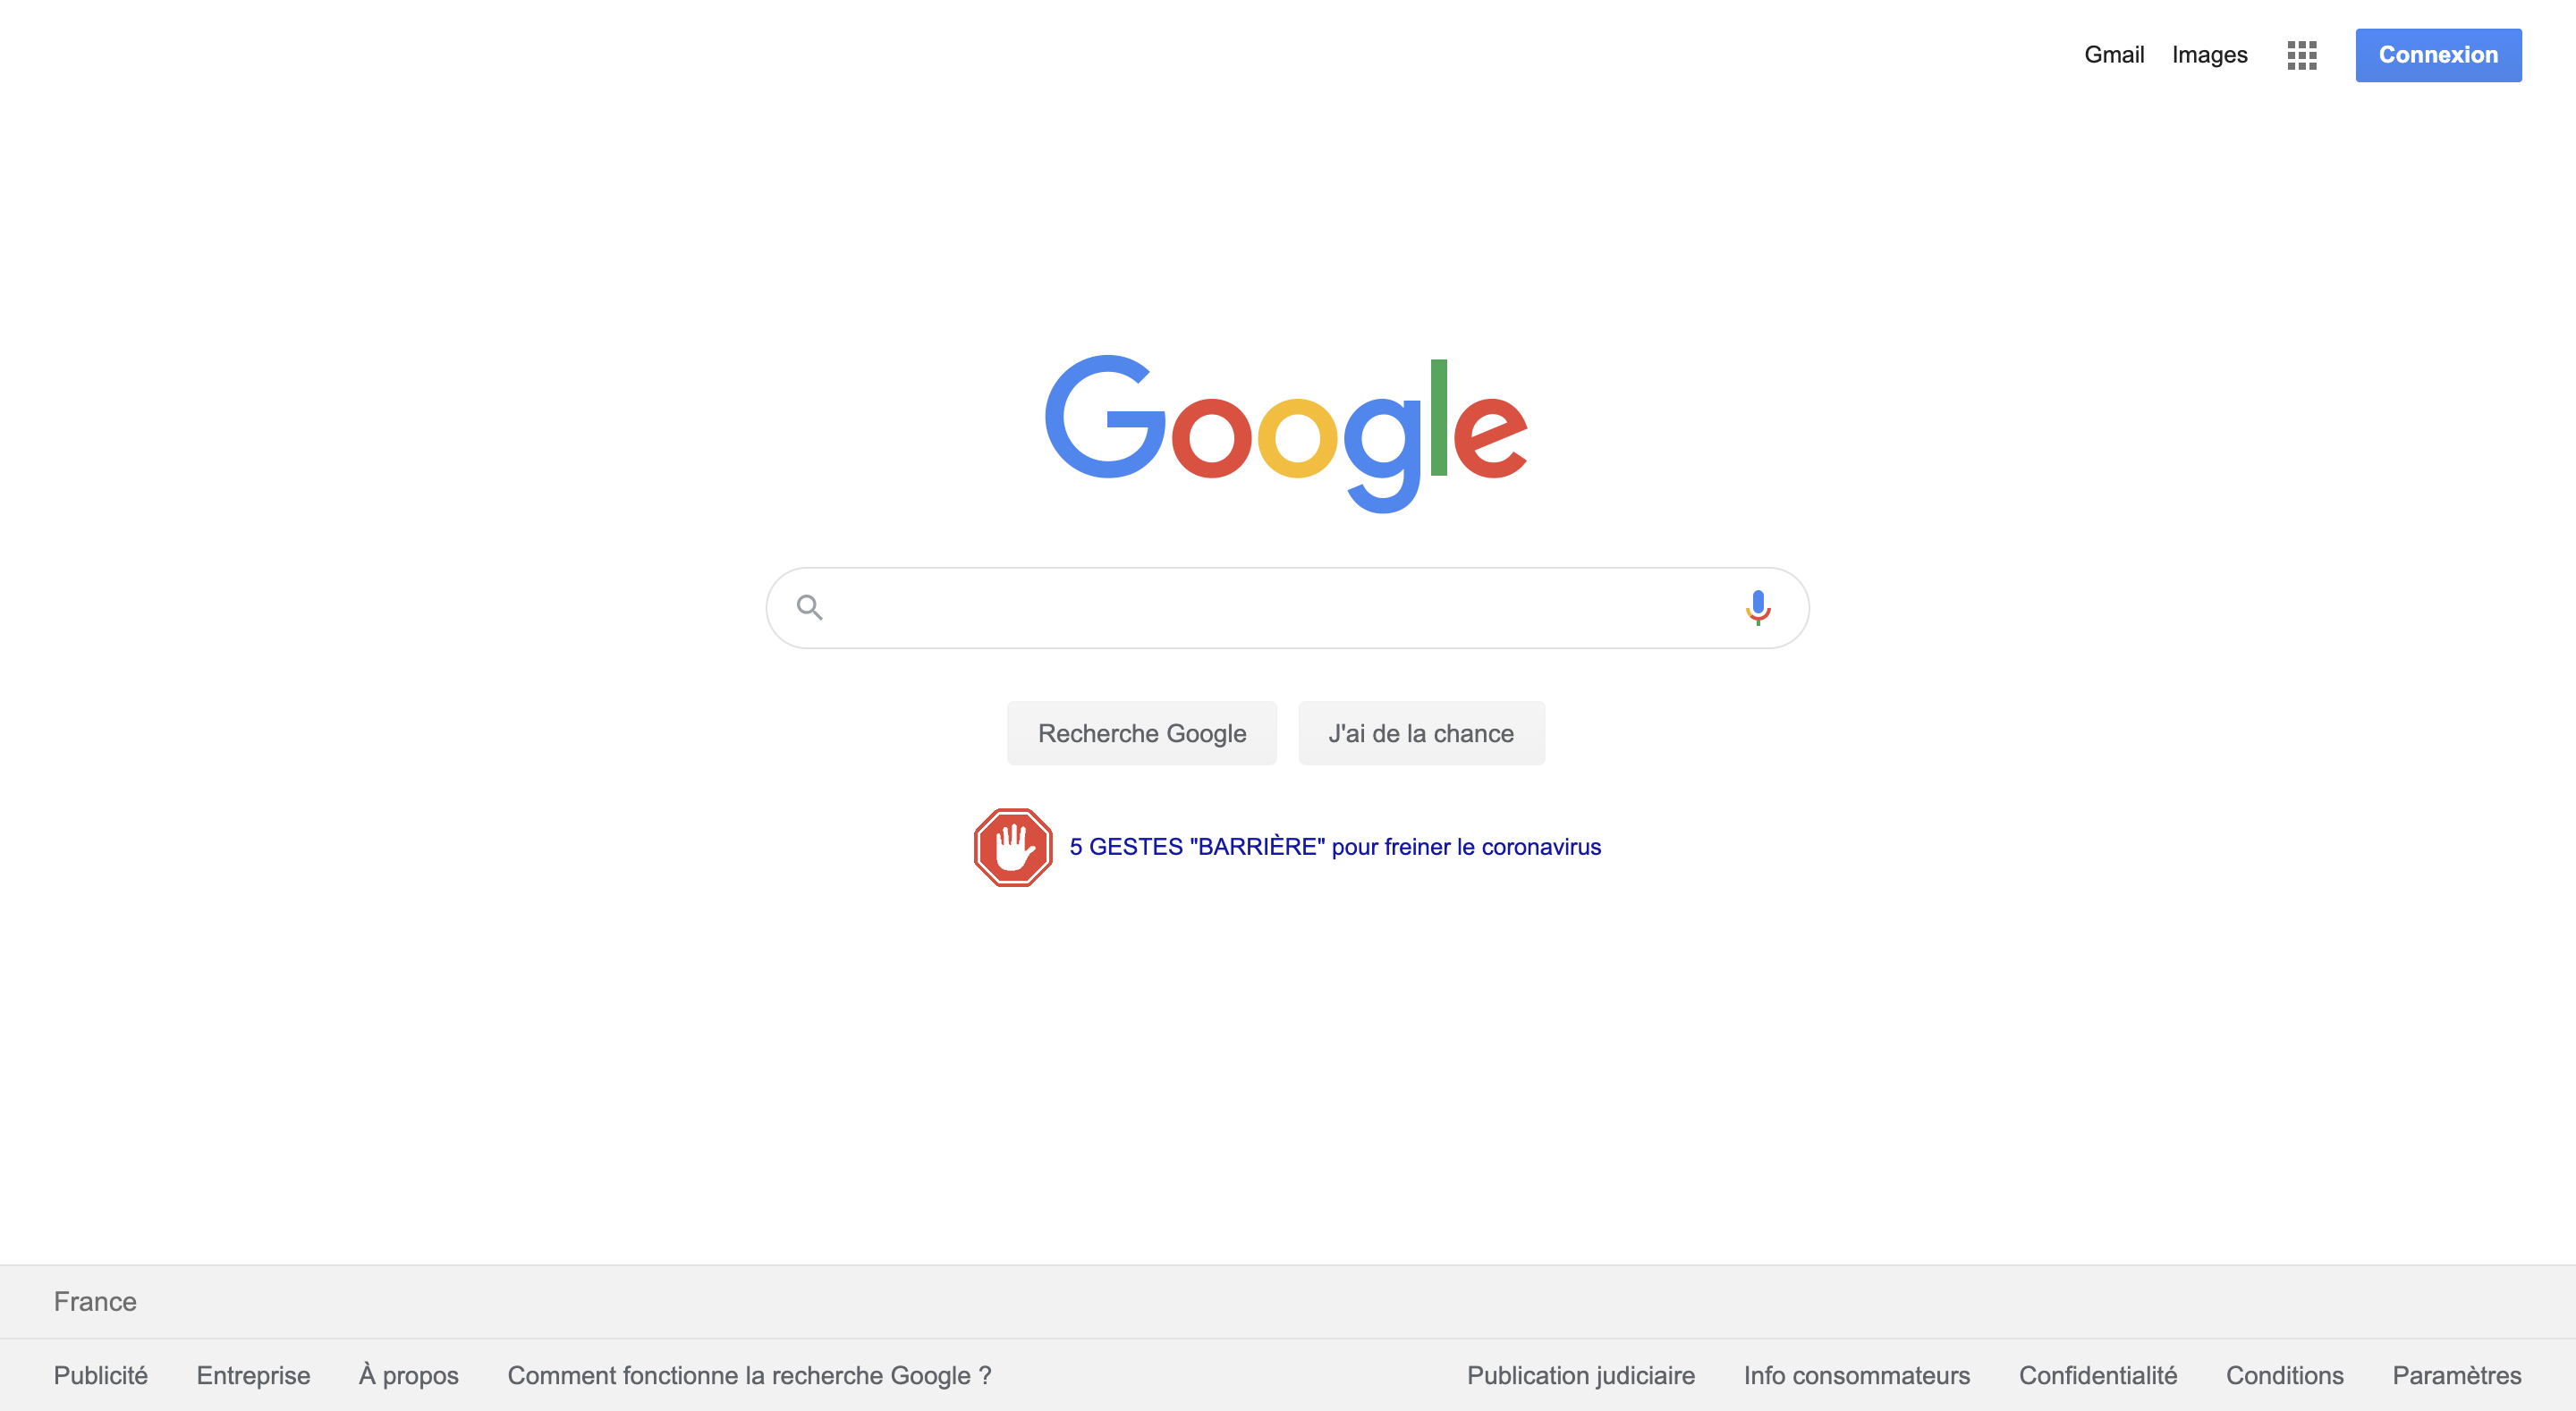 Gmail Images Connexion
Google
Recherche Google J'ai de la chance
5 GESTES "BARRIÈRE" pour freiner le coronavirus
France
Publicité Entreprise À propos Comment fonctionne la recherche Google ? Publication judiciaire Info consommateurs Confidentialité Conditions Paramètres